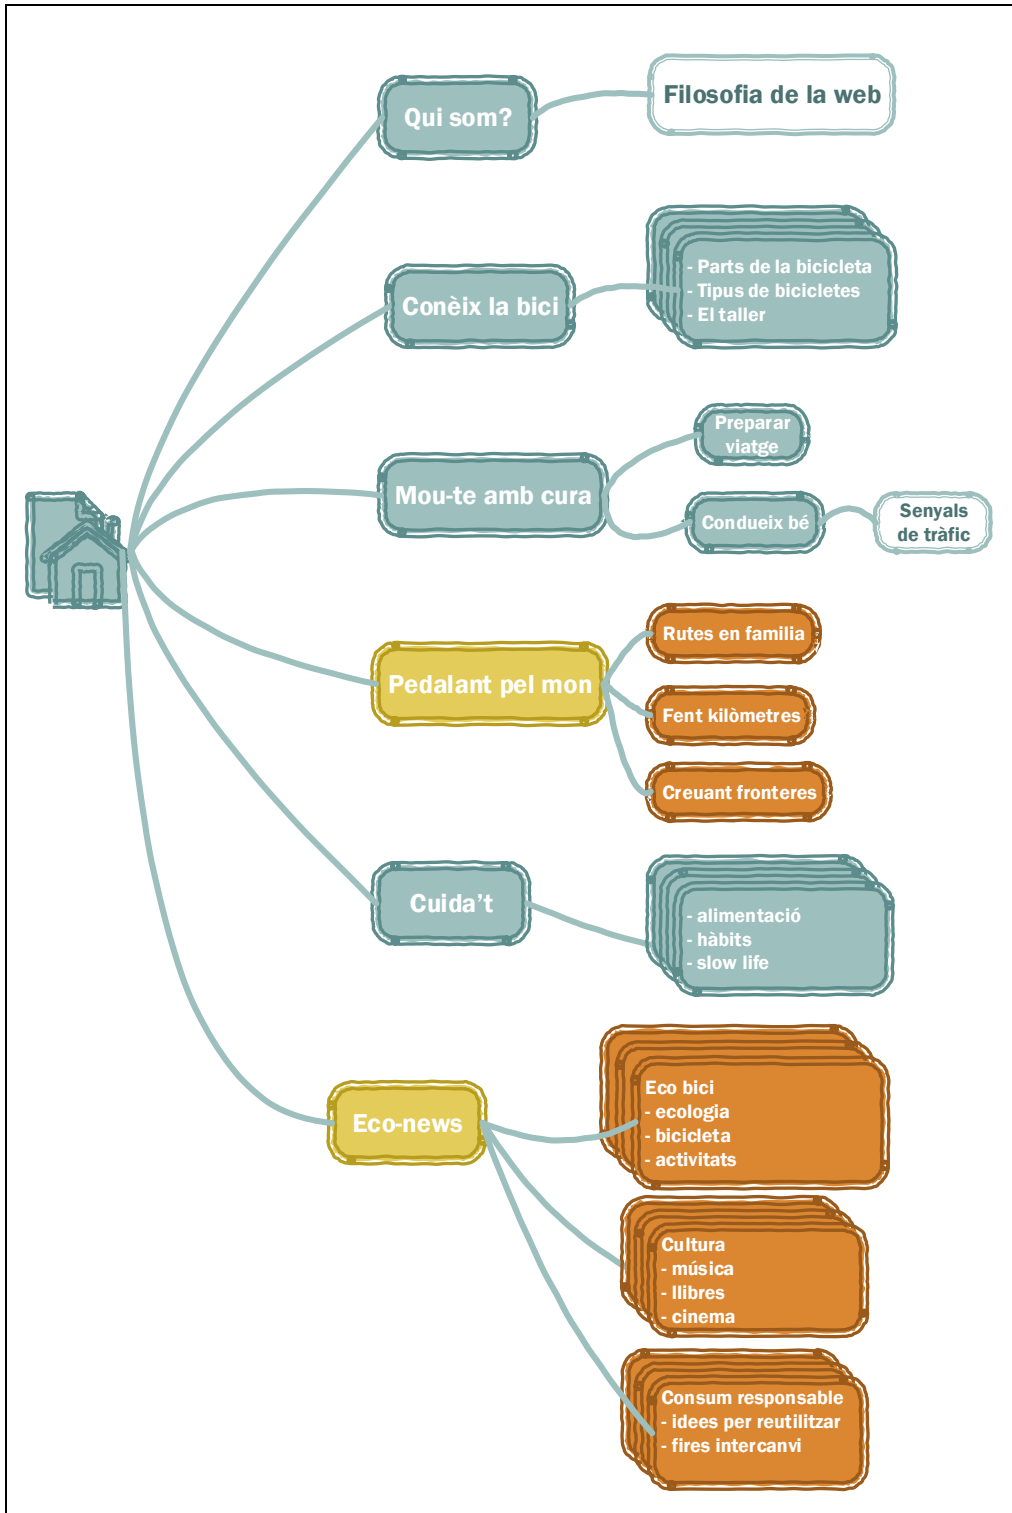 Qui som?
Filosofia de la web
Conèix la bici
- Parts de la bicicleta
- Tipus de bicicletes
- El taller
Mou-te amb cura
Preparar
viatge
Condueix bé
Senyals
de tràfic
Pedalant pel mon
Rutes en familia
Fent kilòmetres
Creuant fronteres
Cuida't
- alimentació
- hàbits
- slow life
Eco-news
Eco bici
- ecologia
- bicicleta
- activitats
Cultura
- música
- llibres
- cinema
Consum responsable
- idees per reutilitzar
- fires intercanvi